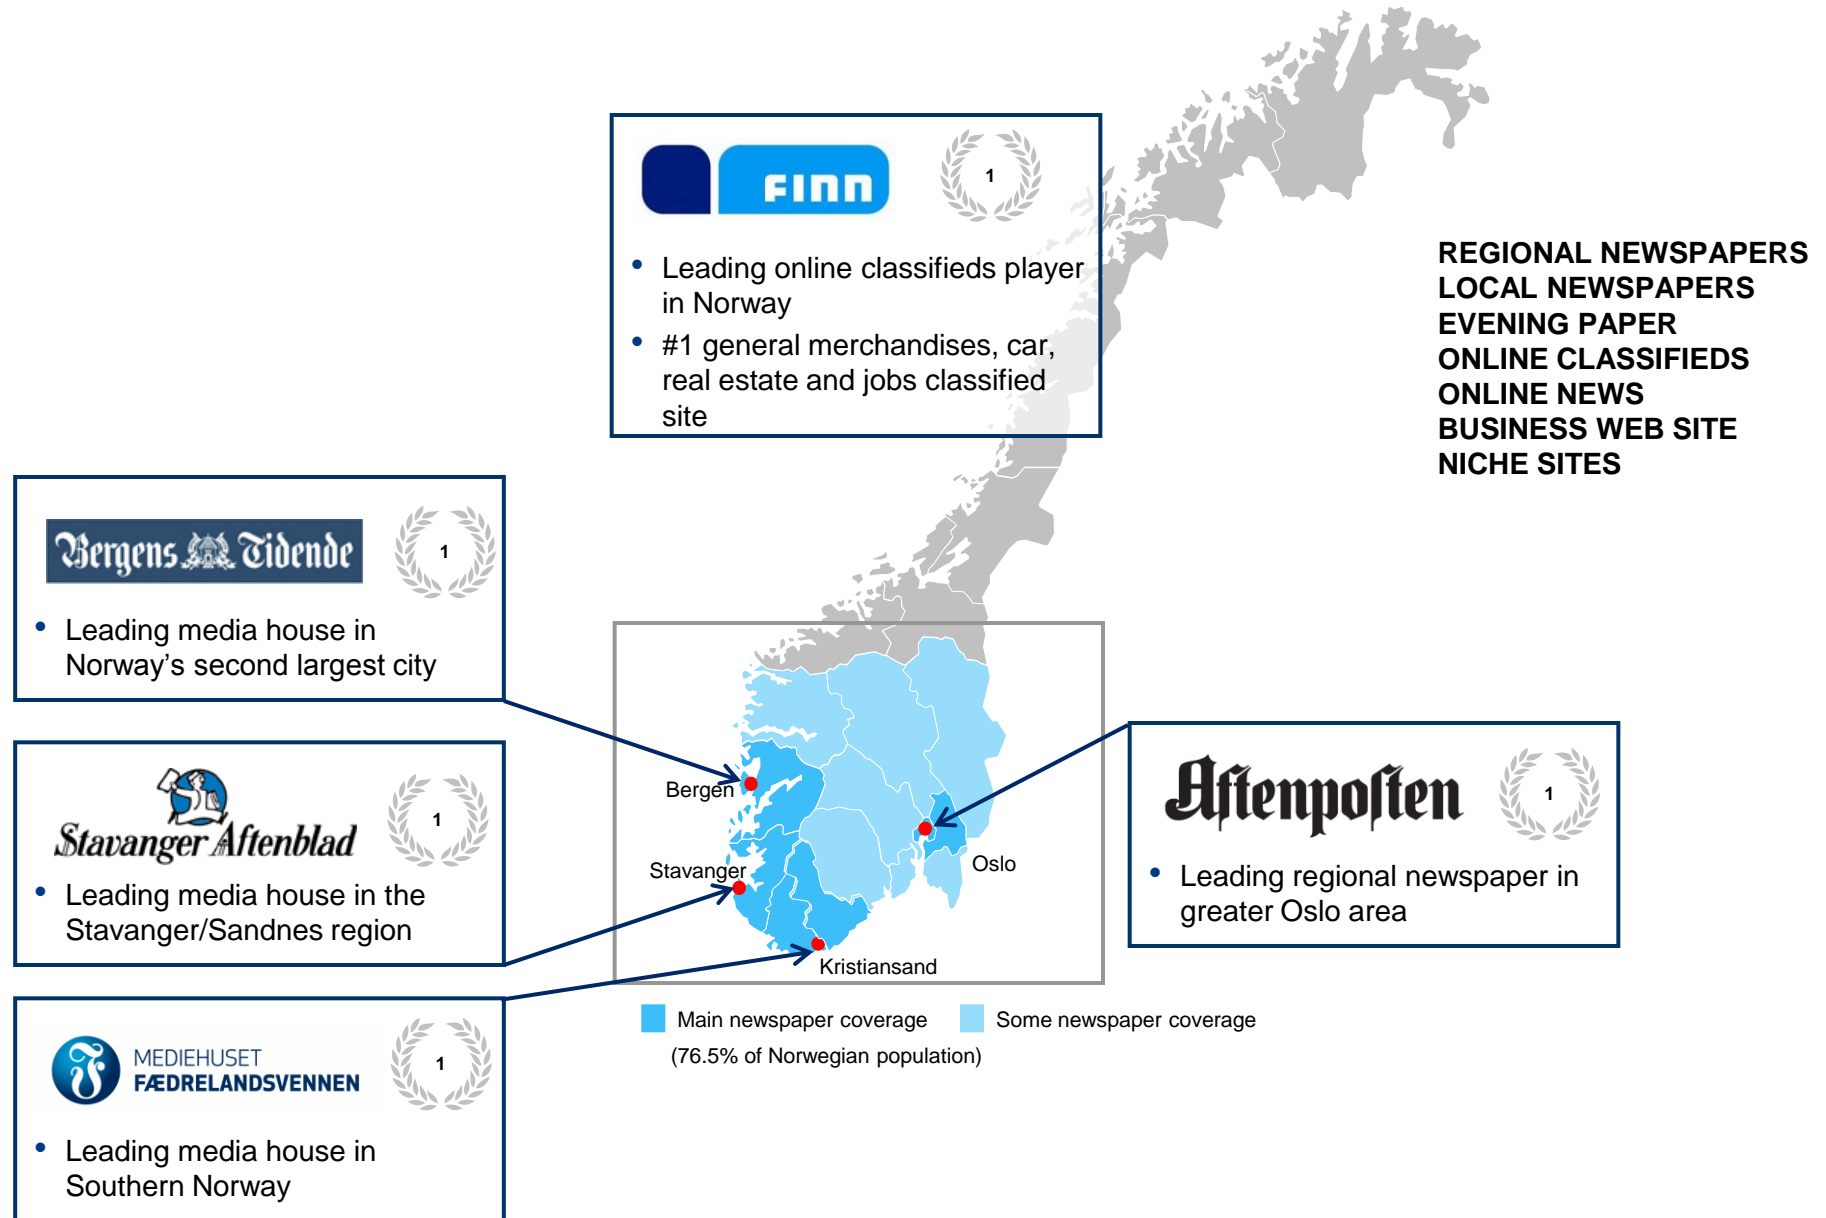 FINN
1
• Leading online classifieds player
in Norway
• #1 general merchandises, car,
real estate and jobs classified
site
REGIONAL NEWSPAPERS
LOCAL NEWSPAPERS
EVENING PAPER
ONLINE CLASSIFIEDS
ONLINE NEWS
BUSINESS WEB SITE
NICHE SITES
Bergens Tidende
1
• Leading media house in
Norway’s second largest city
Stavanger Aftenblad
1
• Leading media house in the
Stavanger/Sandnes region
MEDIEHUSET
FÆDRELANDSVENNEN
1
• Leading media house in
Southern Norway
Bergen
Stavanger
Oslo
Kristiansand
Main newspaper coverage
(76.5% of Norwegian population)
Some newspaper coverage
Aftenposten
1
• Leading regional newspaper in
greater Oslo area